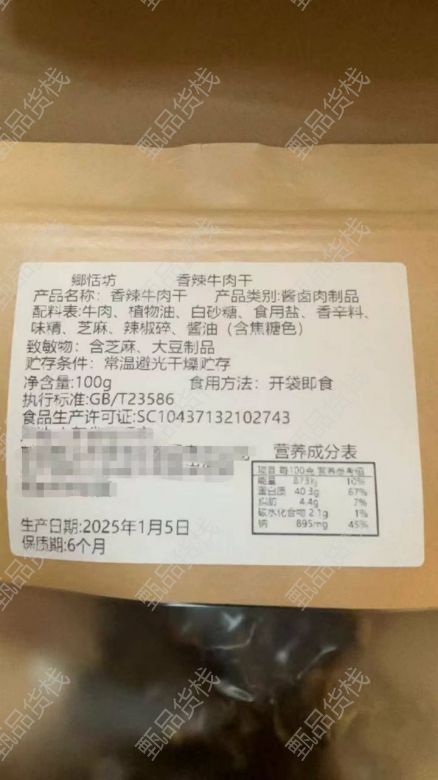 鄉恬坊 香辣牛肉干
产品名称: 香辣牛肉干 产品类别:酱卤肉制品
配料表:牛肉、植物油、白砂糖、食用盐、香辛料、
味精、芝麻、辣椒碎、酱油（含焦糖色）
致敏物: 含芝麻、大豆制品
贮存条件: 常温避光干燥贮存
净含量:100g 食用方法: 开袋即食
执行标准:GB/T23586
食品生产许可证:SC10437132102743
营养成分表
项目 每100克 营养参考值
能量 873kj 10%
蛋白质 40.3g 67%
脂肪 4.4g 7%
碳水化合物 2.1g 1%
钠 895mg 45%
生产日期:2025年1月5日
保质期:6个月
甄品货栈